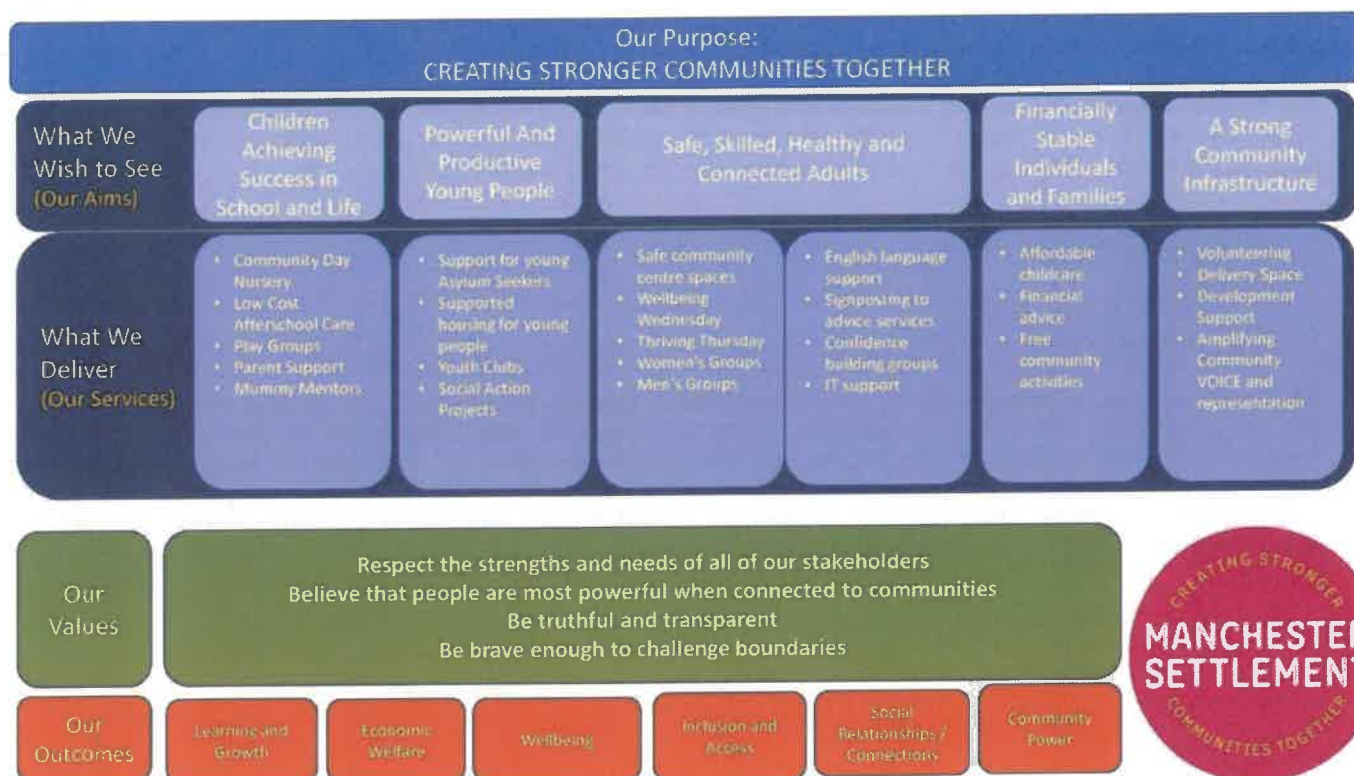 Our Purpose:
CREATING STRONGER COMMUNITIES TOGETHER
What We
Wish to See
(Our Aims)
Children
Achieving
Success in
School and Life
Powerful And
Productive
Young People
Safe, Skilled, Healthy and
Connected Adults
Financially
Stable
Individuals
and Families
A Strong
Community
Infrastructure
What We
Deliver
(Our Services)
• Community Day
Nursery
• Low Cost
Afterschool Care
• Play Groups
• Parent Support
• Mummy Mentors
• Support for young
Asylum Seekers
• Supported
housing for young
people
• Youth Clubs
• Social Action
Projects
• Safe community
centre spaces
• Wellbeing
Wednesday
• Thriving Thursday
• Women's Groups
• Men's Groups
• English language
support
• Signposting to
advice services
• Confidence
building groups
• IT support
• Affordable
childcare
• Financial
advice
• Free
community
activities
• Volunteering
• Delivery Space
• Development
Support
• Amplifying
Community
VOICE and
representation
Our
Values
Respect the strengths and needs of all of our stakeholders
Believe that people are most powerful when connected to communities
Be truthful and transparent
Be brave enough to challenge boundaries
CREATING STRONGER
MANCHESTER
SETTLEMENT
COMMUNITIES TOGETHER
Our
Outcomes
Learning and
Growth
Economic
Welfare
Wellbeing
Inclusion and
Access
Social
Relationships /
Connections
Community
Power